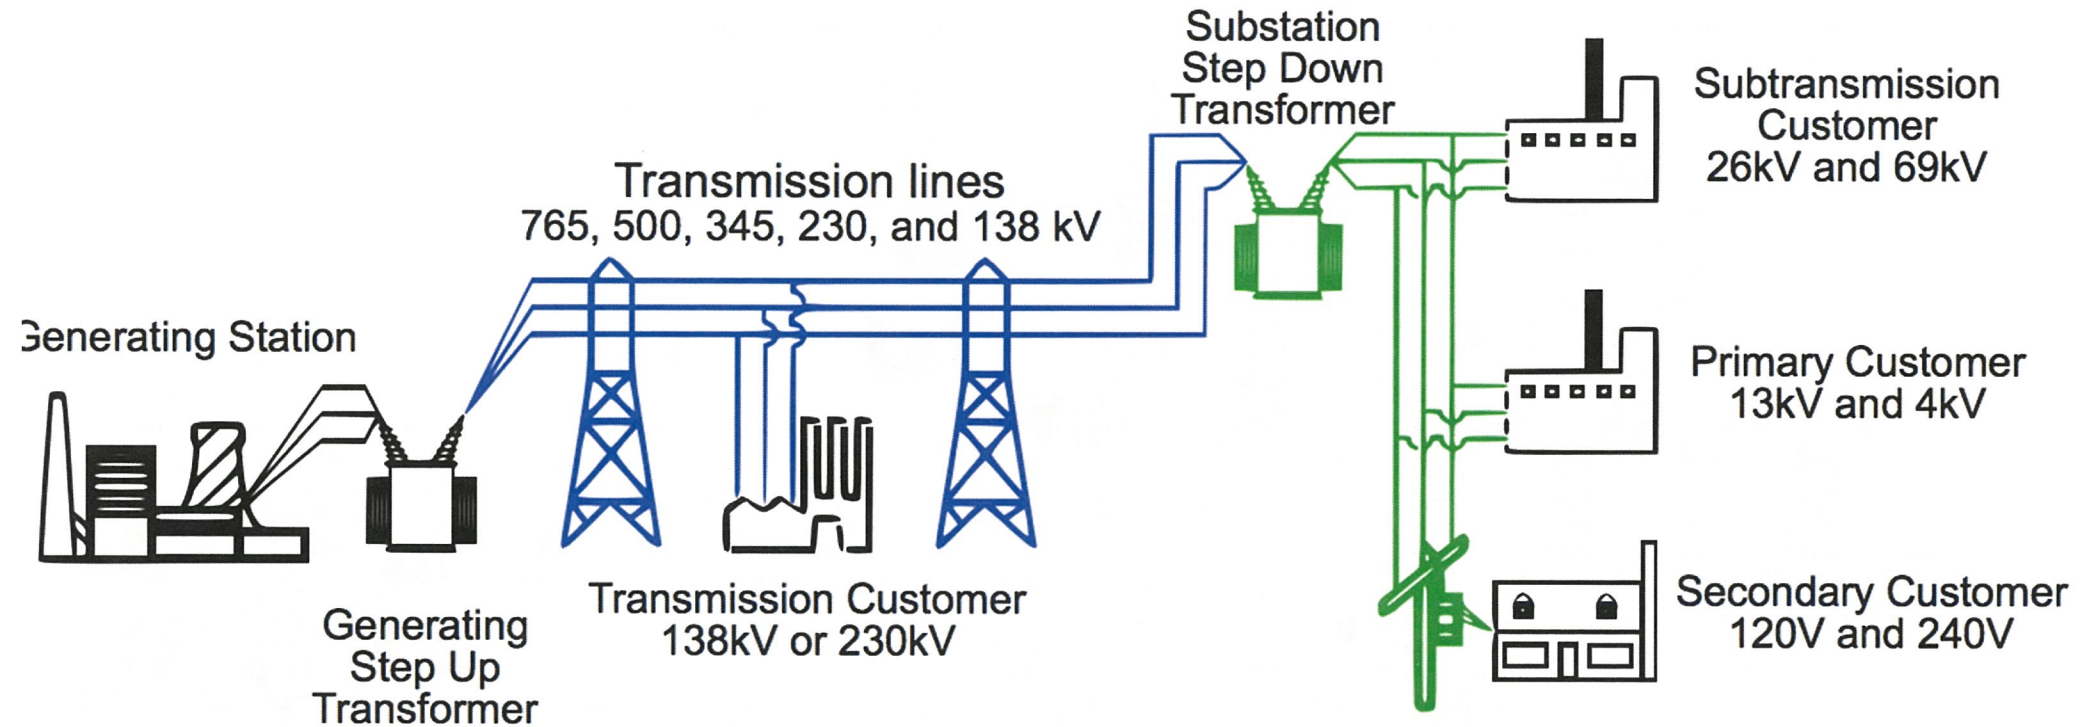 Substation
Step Down
Transformer
Subtransmission
Customer
26kV and 69kV
Transmission lines
765, 500, 345, 230, and 138 kV
Generating Station
Primary Customer
13kV and 4kV
Transmission Customer
138kV or 230kV
Generating
Step Up
Transformer
Secondary Customer
120V and 240V